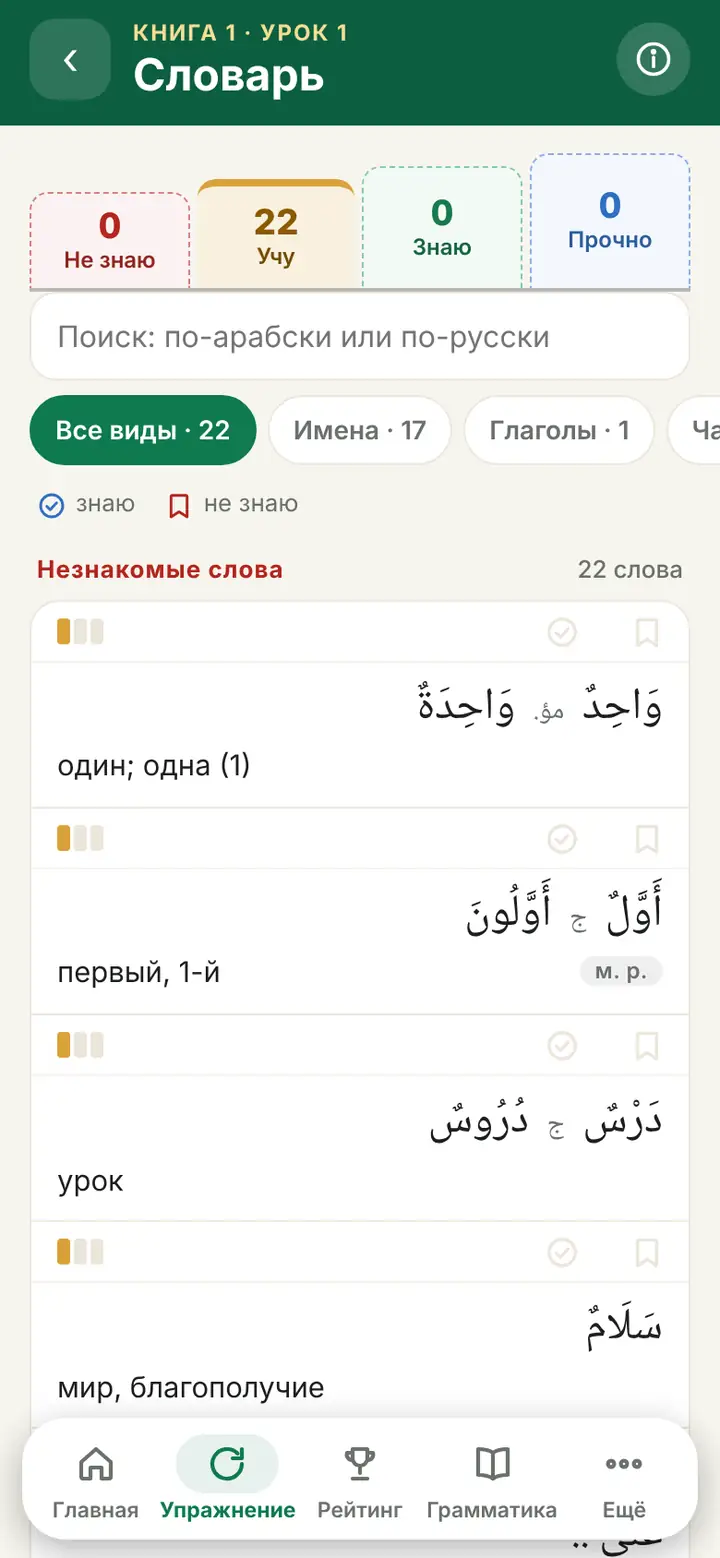 КНИГА 1 · УРОК 1
Словарь
0
Не знаю
22
Учу
0
Знаю
0
Прочно
Поиск: по-арабски или по-русски
Все виды · 22
Имена · 17
Глаголы · 1
знаю
не знаю
Незнакомые слова
22 слова
وَاحِدٌ مؤ. وَاحِدَةٌ
один; одна (1)
أَوَّلٌ ج أَوَّلُونَ
первый, 1-й
м. р.
دَرْسٌ ج دُرُوسٌ
урок
سَلَامٌ
мир, благополучие
Главная
Упражнение
Рейтинг
Грамматика
Ещё